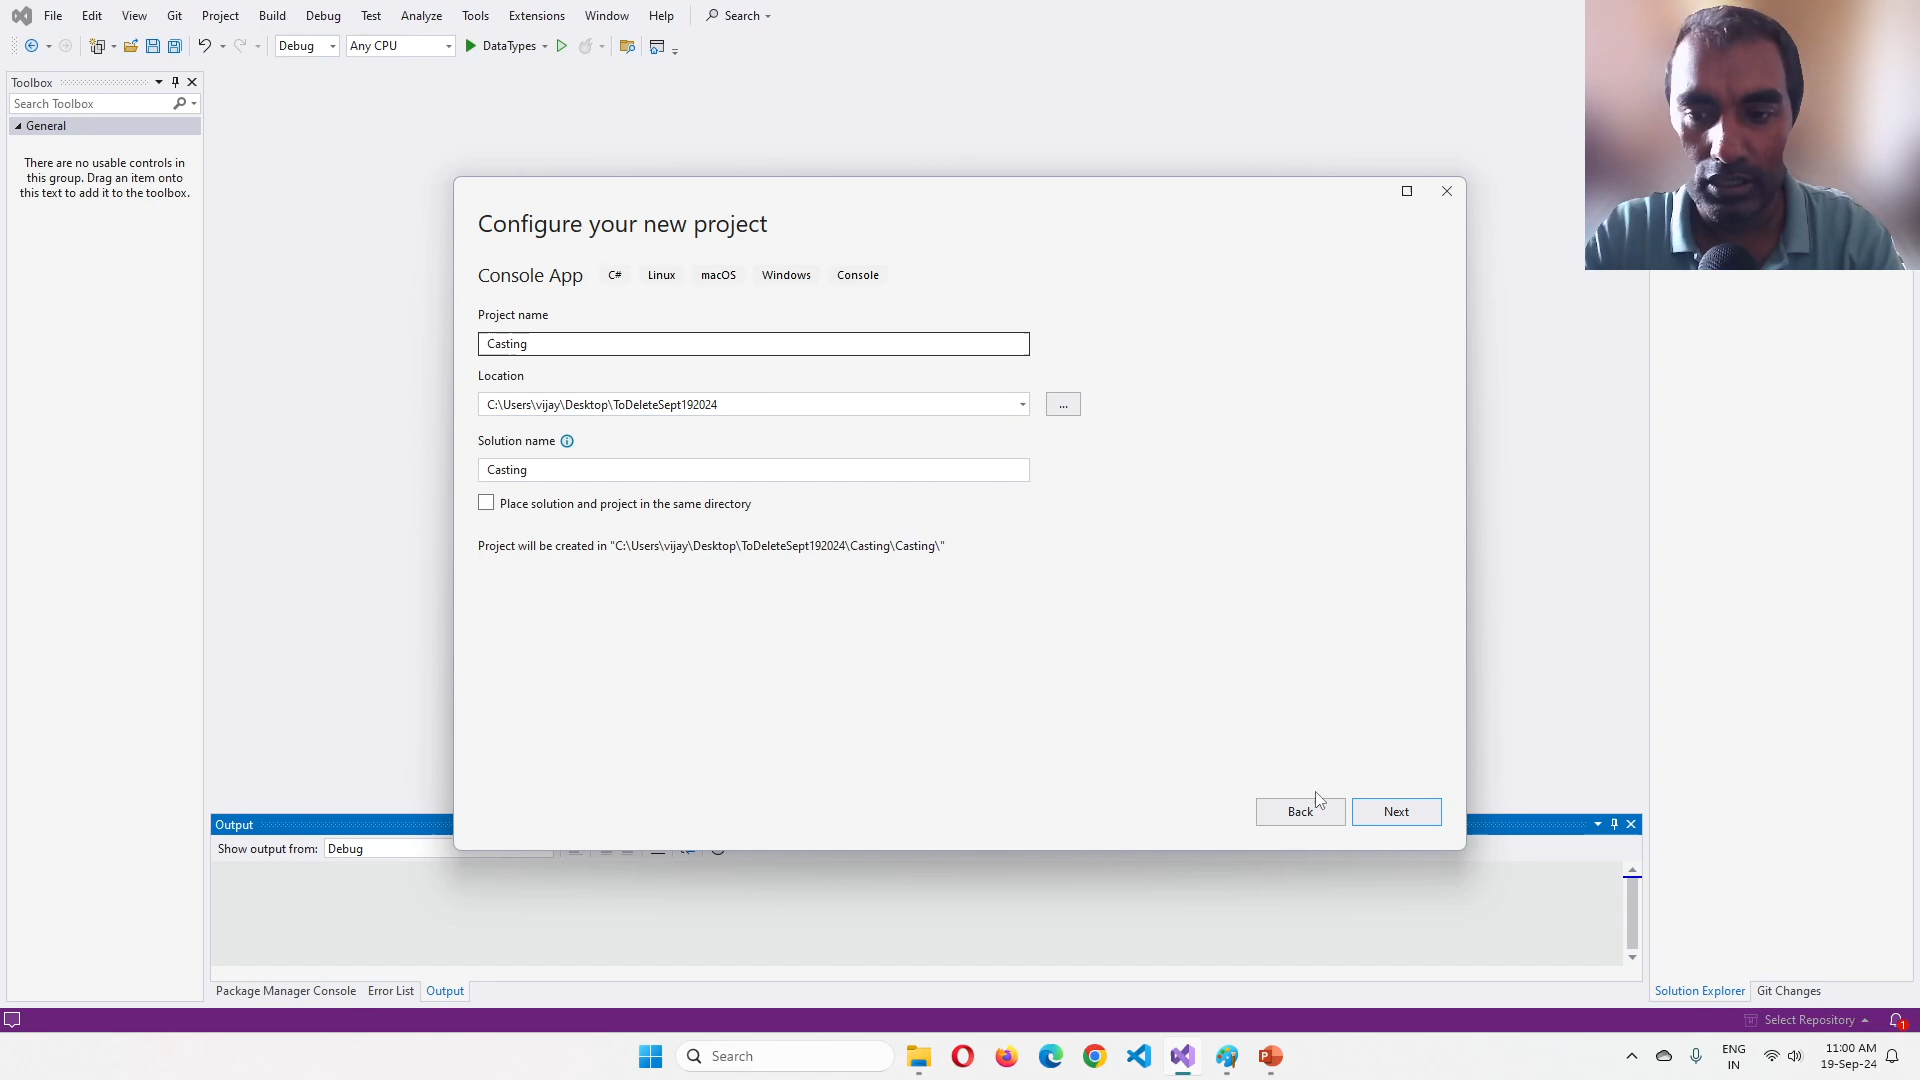 File Edit View Git Project Build Debug Test Analyze Tools Extensions Window Help Search
Debug Any CPU DataTypes
Toolbox
Search Toolbox
General
There are no usable controls in
this group. Drag an item onto
this text to add it to the toolbox.
Configure your new project
Console App C# Linux macOS Windows Console
Project name
Casting
Location
C:\Users\vijay\Desktop\ToDeleteSept192024
...
Solution name
Casting
Place solution and project in the same directory
Project will be created in "C:\Users\vijay\Desktop\ToDeleteSept192024\Casting\Casting\"
Back Next
Output
Show output from: Debug
Package Manager Console Error List Output
Solution Explorer Git Changes
Select Repository 1
Search
ENG
IN
11:00 AM
19-Sep-24